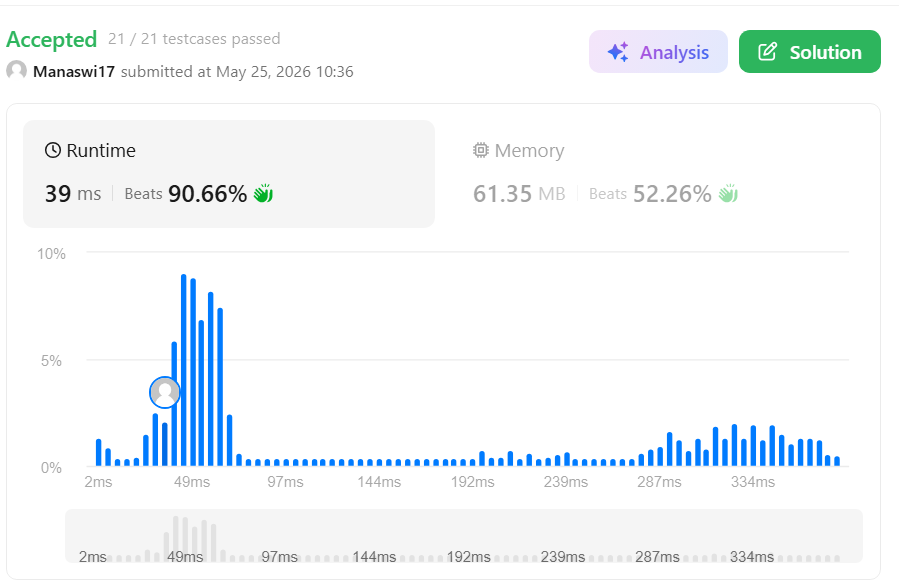 Accepted 21 / 21 testcases passed
Analysis
Solution
Manaswi17 submitted at May 25, 2026 10:36
Runtime
39 ms Beats 90.66%
Memory
61.35 MB Beats 52.26%
10%
5%
0%
2ms 49ms 97ms 144ms 192ms 239ms 287ms 334ms
2ms 49ms 97ms 144ms 192ms 239ms 287ms 334ms